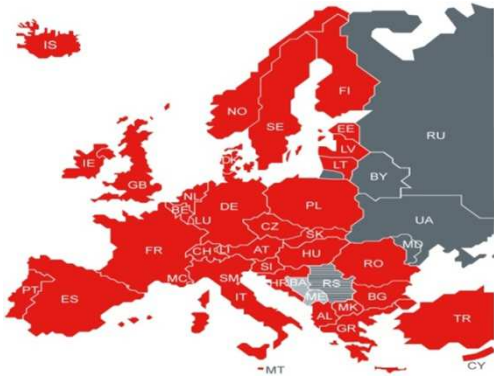 IS
FI
NO
SE
EE
RU
LV
DK
LT
IE
BY
GB
NL
DE
PL
BE
LU
UA
CZ
SK
MD
FR
CH
LI
AT
HU
RO
SI
MC
SM
HR
BA
RS
PT
ES
IT
ME
BG
MK
AL
TR
GR
CY
MT